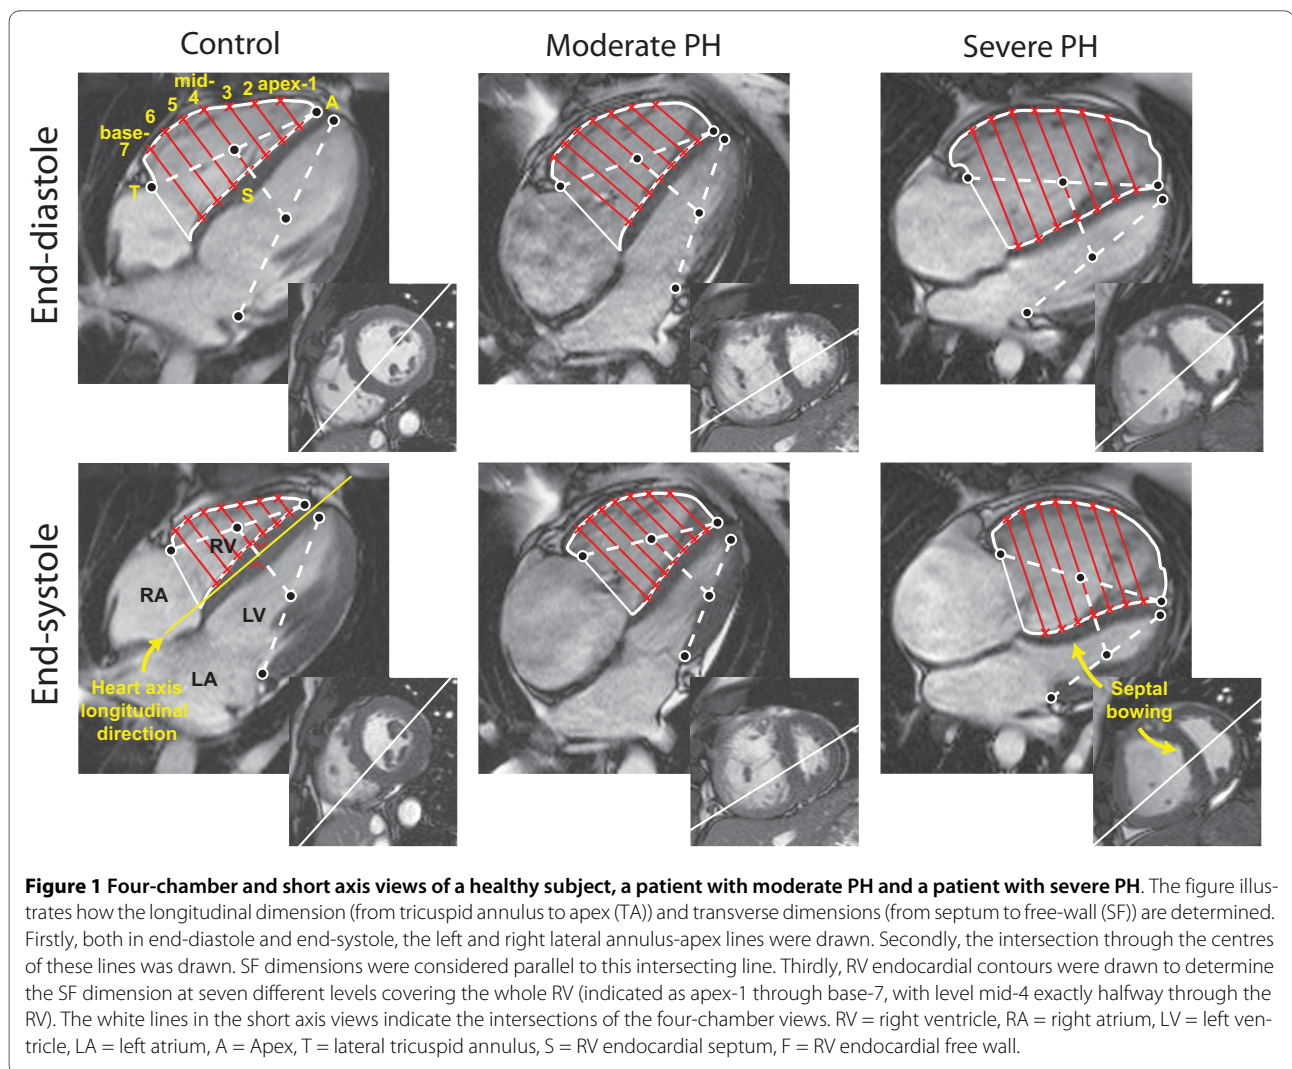 Control
Moderate PH
Severe PH
End-diastole
base-7
6
5
mid-4
3
2
apex-1
A
T
S
End-systole
RV
RA
LV
LA
Heart axis
longitudinal
direction
Septal
bowing
Figure 1 Four-chamber and short axis views of a healthy subject, a patient with moderate PH and a patient with severe PH. The figure illus-
trates how the longitudinal dimension (from tricuspid annulus to apex (TA)) and transverse dimensions (from septum to free-wall (SF)) are determined.
Firstly, both in end-diastole and end-systole, the left and right lateral annulus-apex lines were drawn. Secondly, the intersection through the centres
of these lines was drawn. SF dimensions were considered parallel to this intersecting line. Thirdly, RV endocardial contours were drawn to determine
the SF dimension at seven different levels covering the whole RV (indicated as apex-1 through base-7, with level mid-4 exactly halfway through the
RV). The white lines in the short axis views indicate the intersections of the four-chamber views. RV = right ventricle, RA = right atrium, LV = left ven-
tricle, LA = left atrium, A = Apex, T = lateral tricuspid annulus, S = RV endocardial septum, F = RV endocardial free wall.